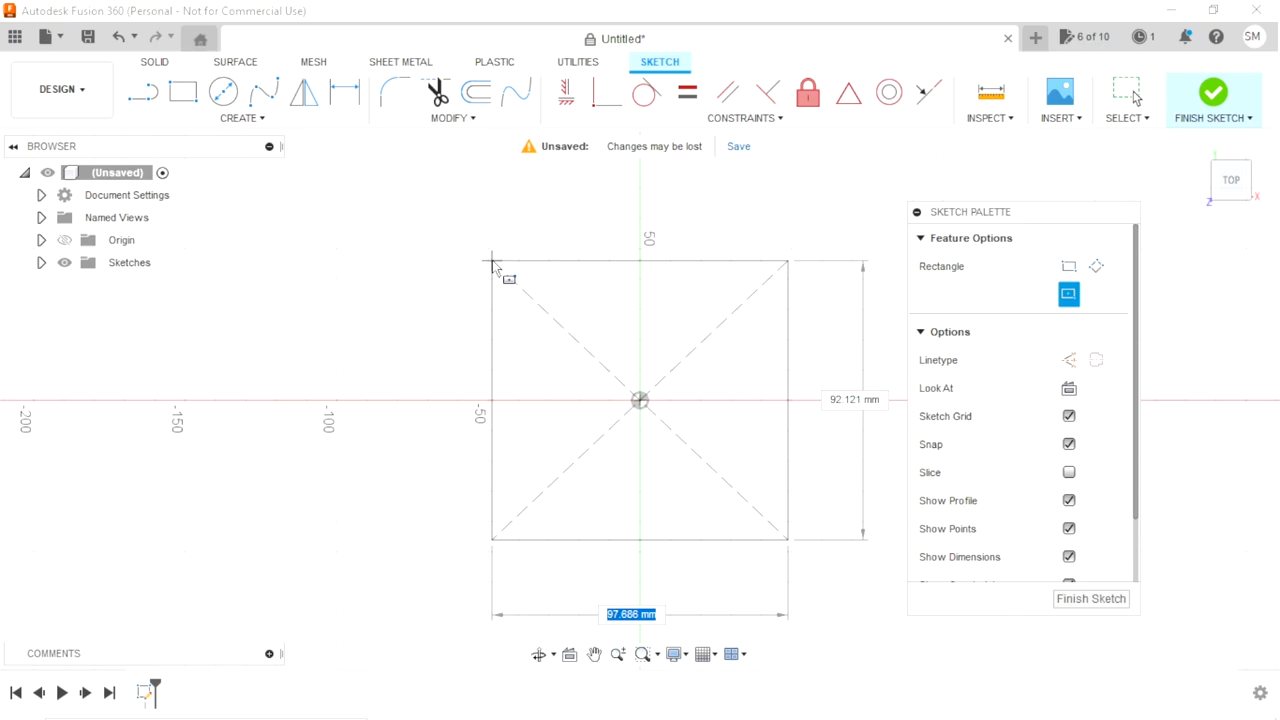 Autodesk Fusion 360 (Personal - Not for Commercial Use)
Untitled*
6 of 10
1
SM
SOLID SURFACE MESH SHEET METAL PLASTIC UTILITIES SKETCH
DESIGN
CREATE MODIFY CONSTRAINTS INSPECT INSERT SELECT FINISH SKETCH
BROWSER
Unsaved: Changes may be lost Save
(Unsaved)
Document Settings
Named Views
Origin
Sketches
Y
TOP
Z
X
50
-200
-150
-100
-50
92.121 mm
97.686 mm
SKETCH PALETTE
Feature Options
Rectangle
Options
Linetype
Look At
Sketch Grid
Snap
Slice
Show Profile
Show Points
Show Dimensions
Finish Sketch
COMMENTS